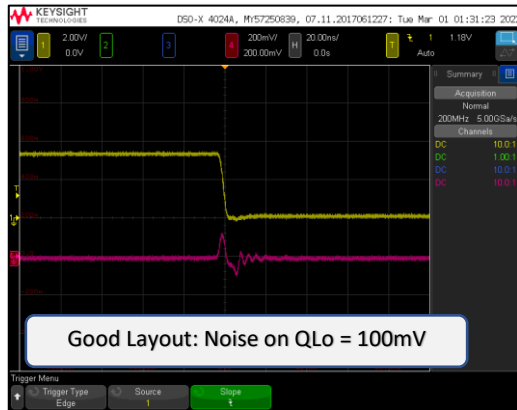 KEYSIGHT
TECHNOLOGIES
DSO-X 4024A, MY57250839, 07.11.2017061227: Tue Mar 01 01:31:23 202
1 2.00V/ 2 3 4 200mV/ H 20.00ns/ T 1 1.18V
0.0V 200.00mV 0.0s Auto
Summary
Acquisition
Normal
200MHz 5.00GSa/s
Channels
DC 10.0:1
DC 1.00:1
DC 10.0:1
DC 10.0:1
Good Layout: Noise on QLo = 100mV
Trigger Menu
Trigger Type Source Slope
Edge 1